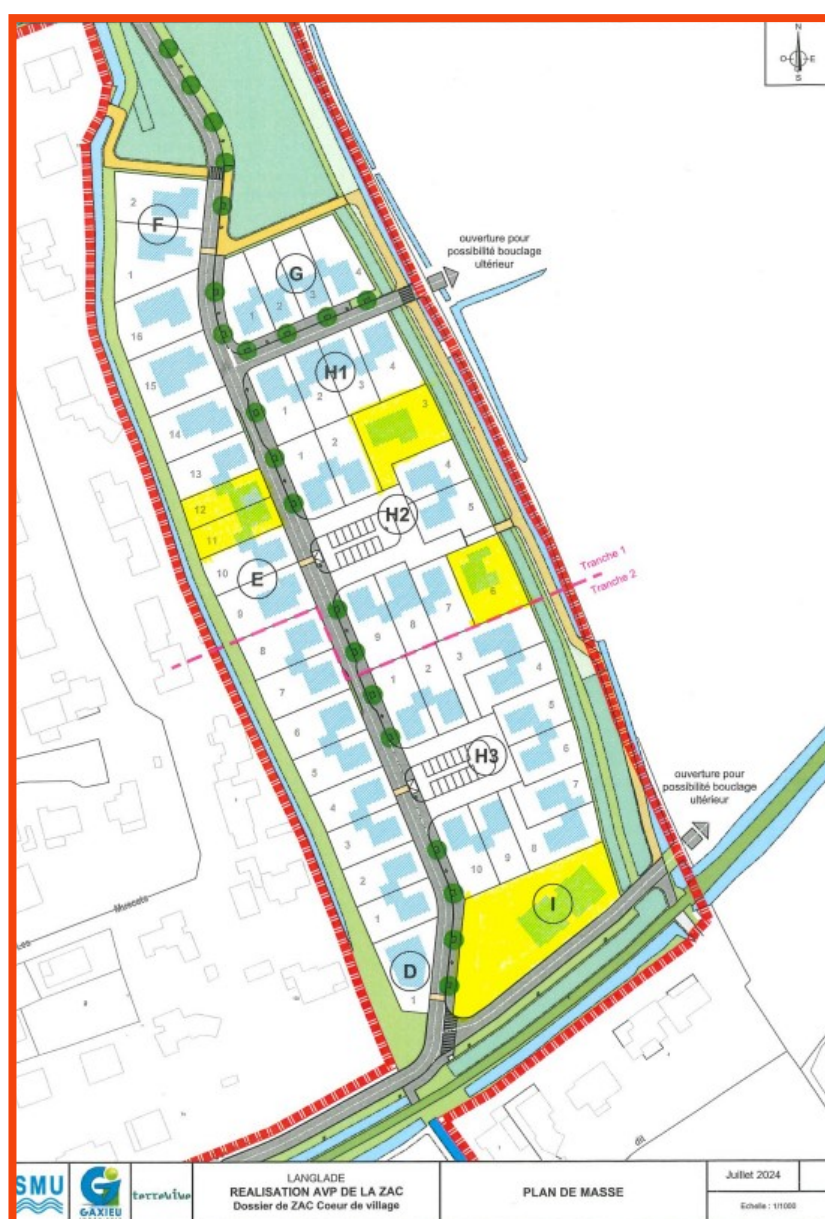 N
O
E
S
ouverture pour
possibilité bouclage
ultérieur
2
F
1
G
4
3
2
1
16
15
14
13
12
11
10
E
9
8
7
6
5
4
3
2
1
D
1
H1
1
2
3
4
1
2
3
H2
4
5
6
7
8
9
Tranche 1
Tranche 2
1
2
3
4
5
6
7
8
9
10
H3
I
ouverture pour
possibilité bouclage
ultérieur
Les
Muscats
SMU
GAXIEU
terreVive
LANGLADE
REALISATION AVP DE LA ZAC
Dossier de ZAC Coeur de village
PLAN DE MASSE
Juillet 2024
Echelle : 1/1000